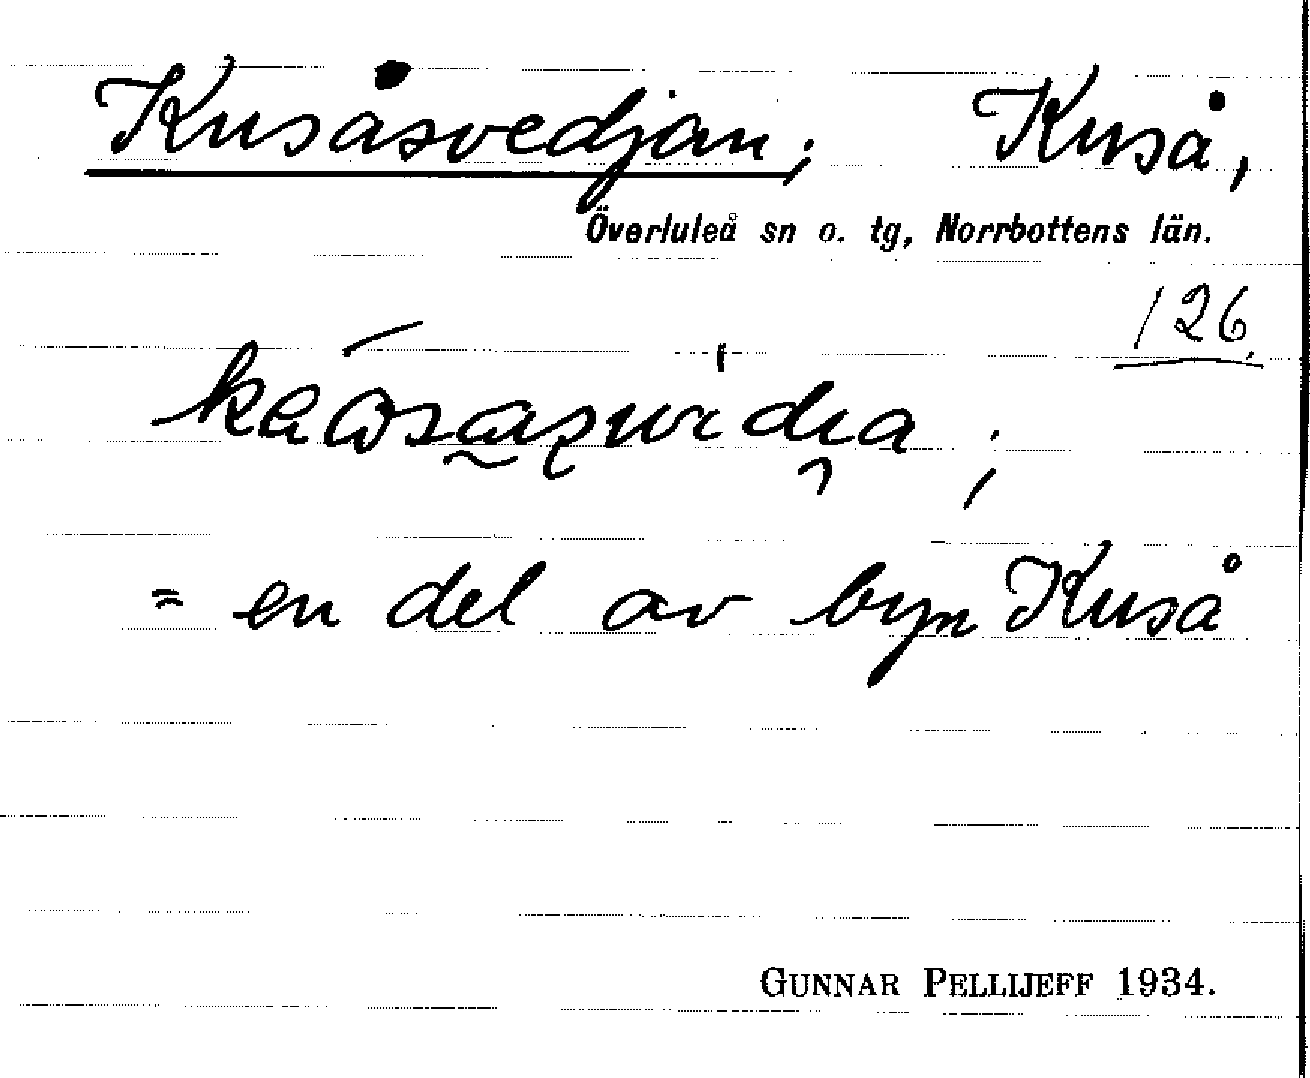 Kusåsvedjan; Kuså,
Överluleå sn o. tg, Norrbottens län.
126
= en del av byn Kuså
GUNNAR PELLIJEFF 1934.